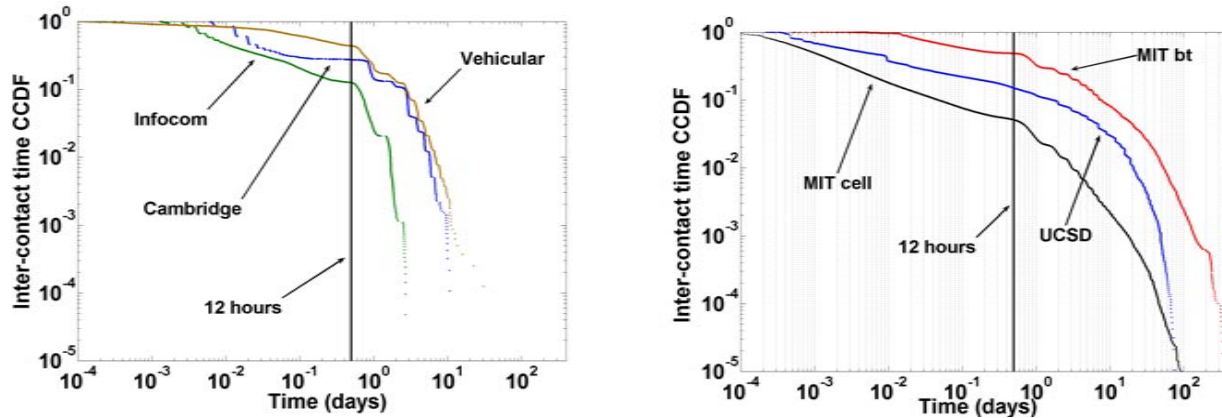 Inter-contact time CCDF
10^0
10^-1
10^-2
10^-3
10^-4
10^-5
Vehicular
Infocom
Cambridge
12 hours
10^-4
10^-3
10^-2
10^-1
10^0
10^1
10^2
Time (days)
Inter-contact time CCDF
10^0
10^-1
10^-2
10^-3
10^-4
10^-5
MIT bt
MIT cell
UCSD
12 hours
10^-4
10^-3
10^-2
10^-1
10^0
10^1
10^2
Time (days)